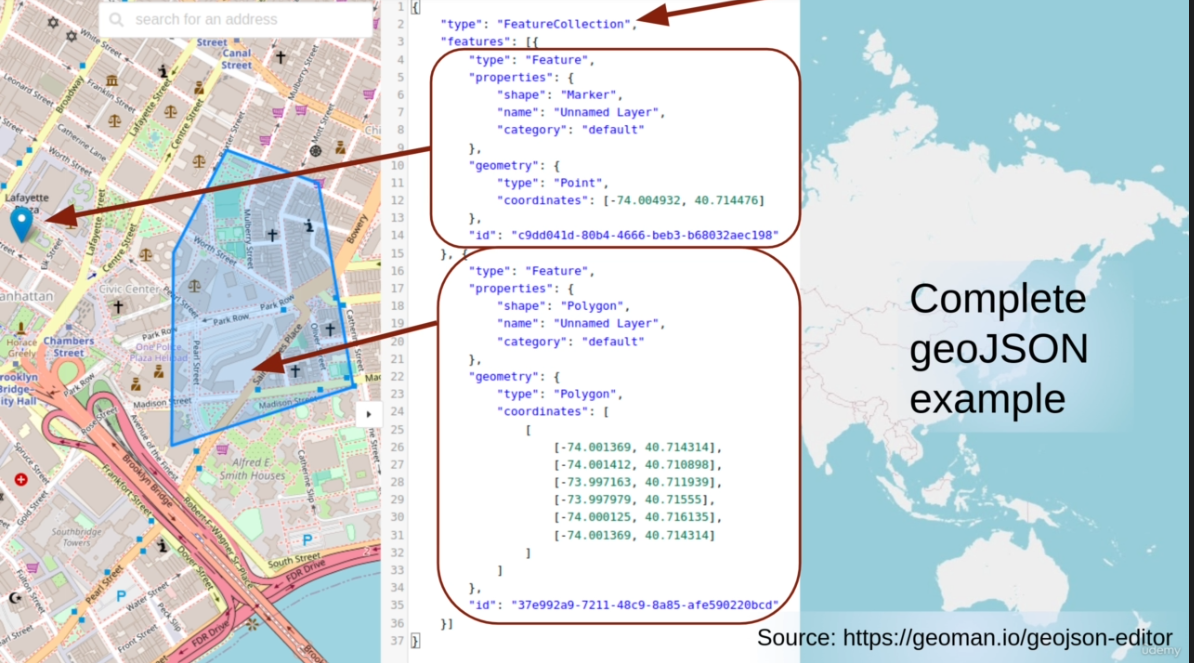 search for an address
White Street
Street
Canal
Street
Mulberry Street
Franklin Street
Leonard Street
Broadway
Lafayette Street
Centre Street
Baxter Street
Mott Street
Catherine Lane
Worth Street
Lafayette
Plaza
Lafayette Street
Centre Street
Mulberry Street
Worth Street
Bowery
Civic Center
Pearl Street
Park Row
Park Row
Park Row
anhattan
Horace
Greely
Chambers
Street
One Police
Pearl Street
Madison Street
Madison Street
Park Row
rooklyn
Bridge-
ity Hall
Rose Street
Avenue of the Finest
Alfred E.
Smith Houses
Catherine Slip
Spruce Street
Gold Street
Frankfort Street
Brooklyn Bridge
Robert F. Wagner Sr. Place
Southbridge
Towers
Dover Street
South Street
FDR Drive
FDR Drive
Pearl Street
Water Street
Peck Slip
P
P
1 {
2 "type": "FeatureCollection",
3 "features": [{
4 "type": "Feature",
5 "properties": {
6 "shape": "Marker",
7 "name": "Unnamed Layer",
8 "category": "default"
9 },
10 "geometry": {
11 "type": "Point",
12 "coordinates": [-74.004932, 40.714476]
13 },
14 "id": "c9dd041d-80b4-4666-beb3-b68032aec198"
15 }, {
16 "type": "Feature",
17 "properties": {
18 "shape": "Polygon",
19 "name": "Unnamed Layer",
20 "category": "default"
21 },
22 "geometry": {
23 "type": "Polygon",
24 "coordinates": [
25 [
26 [-74.001369, 40.714314],
27 [-74.001412, 40.710898],
28 [-73.997163, 40.711939],
29 [-73.997979, 40.71555],
30 [-74.000125, 40.716135],
31 [-74.001369, 40.714314]
32 ]
33 ]
34 },
35 "id": "37e992a9-7211-48c9-8a85-afe590220bcd"
36 }]
37 }
Complete
geoJSON
example
Source: https://geoman.io/geojson-editor
udemy